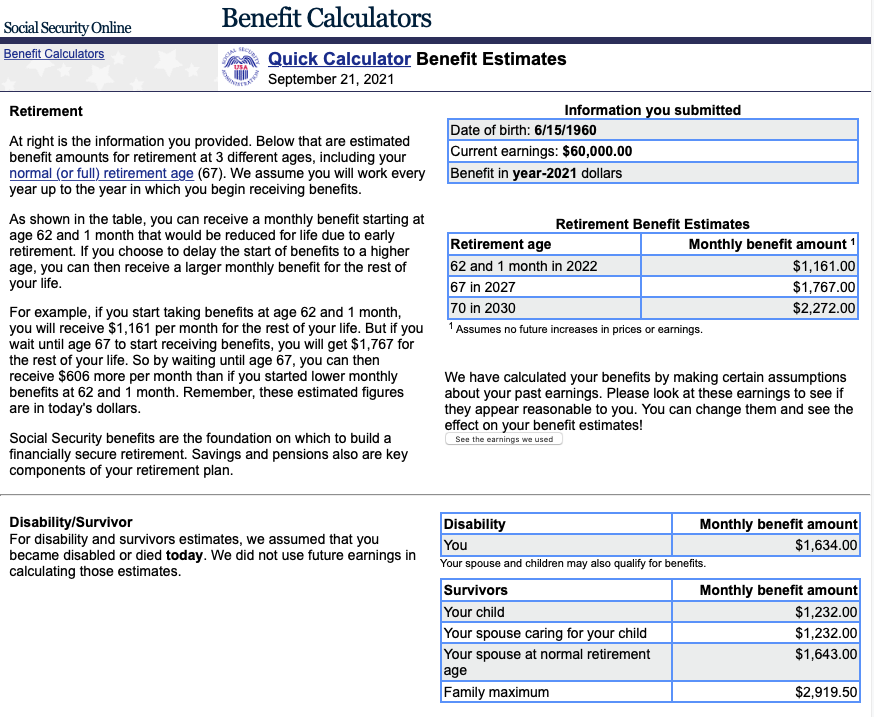 Social Security Online
Benefit Calculators
Benefit Calculators
SOCIAL SECURITY
USA
ADMINISTRATION
Quick Calculator Benefit Estimates
September 21, 2021
Retirement
At right is the information you provided. Below that are estimated
benefit amounts for retirement at 3 different ages, including your
normal (or full) retirement age (67). We assume you will work every
year up to the year in which you begin receiving benefits.
As shown in the table, you can receive a monthly benefit starting at
age 62 and 1 month that would be reduced for life due to early
retirement. If you choose to delay the start of benefits to a higher
age, you can then receive a larger monthly benefit for the rest of
your life.
For example, if you start taking benefits at age 62 and 1 month,
you will receive $1,161 per month for the rest of your life. But if you
wait until age 67 to start receiving benefits, you will get $1,767 for
the rest of your life. So by waiting until age 67, you can then
receive $606 more per month than if you started lower monthly
benefits at 62 and 1 month. Remember, these estimated figures
are in today's dollars.
Social Security benefits are the foundation on which to build a
financially secure retirement. Savings and pensions also are key
components of your retirement plan.
Information you submitted
Date of birth: 6/15/1960
Current earnings: $60,000.00
Benefit in year-2021 dollars
Retirement Benefit Estimates
Retirement age Monthly benefit amount 1
62 and 1 month in 2022 $1,161.00
67 in 2027 $1,767.00
70 in 2030 $2,272.00
1 Assumes no future increases in prices or earnings.
We have calculated your benefits by making certain assumptions
about your past earnings. Please look at these earnings to see if
they appear reasonable to you. You can change them and see the
effect on your benefit estimates!
See the earnings we used
Disability/Survivor
For disability and survivors estimates, we assumed that you
became disabled or died today. We did not use future earnings in
calculating those estimates.
Disability Monthly benefit amount
You $1,634.00
Your spouse and children may also qualify for benefits.
Survivors Monthly benefit amount
Your child $1,232.00
Your spouse caring for your child $1,232.00
Your spouse at normal retirement
age $1,643.00
Family maximum $2,919.50